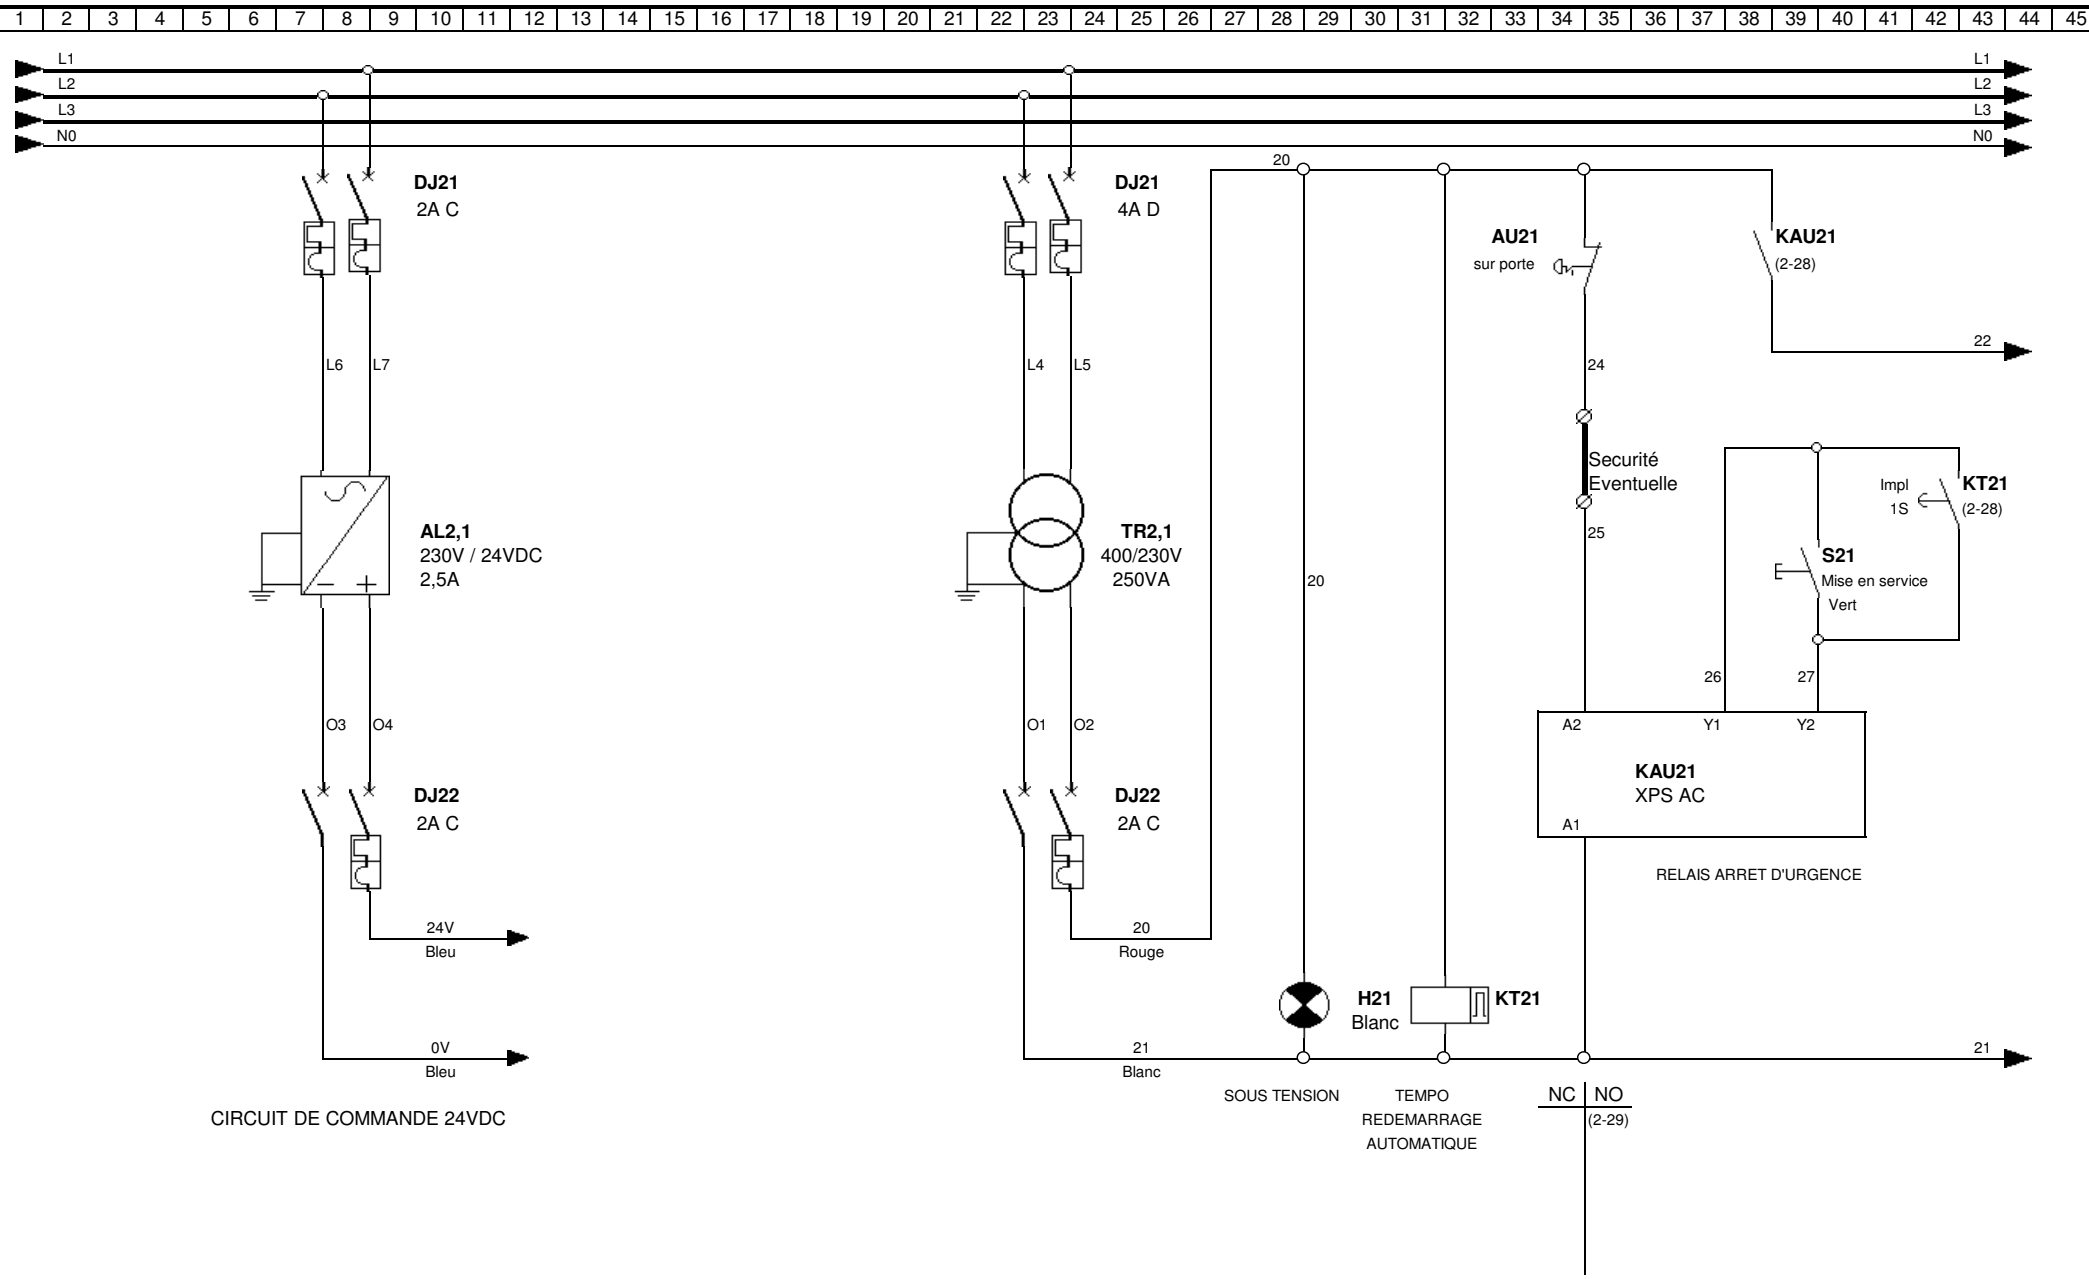 1 2 3 4 5 6 7 8 9 10 11 12 13 14 15 16 17 18 19 20 21 22 23 24 25 26 27 28 29 30 31 32 33 34 35 36 37 38 39 40 41 42 43 44 45
L1 L1
L2 L2
L3 L3
N0 N0
20
DJ21
2A C
DJ21
4A D
AU21
sur porte
KAU21
(2-28)
22
L6 L7
L4 L5
24
Securité
Eventuelle
25
Impl
1S
KT21
(2-28)
AL2,1
230V / 24VDC
2,5A
TR2,1
400/230V
250VA
20
S21
Mise en service
Vert
26 27
O3 O4
O1 O2
A2 Y1 Y2
KAU21
XPS AC
A1
RELAIS ARRET D'URGENCE
DJ22
2A C
DJ22
2A C
24V
Bleu
20
Rouge
H21
Blanc
KT21
0V
Bleu
21
Blanc
21
CIRCUIT DE COMMANDE 24VDC
SOUS TENSION
TEMPO
REDEMARRAGE
AUTOMATIQUE
NC NO
(2-29)